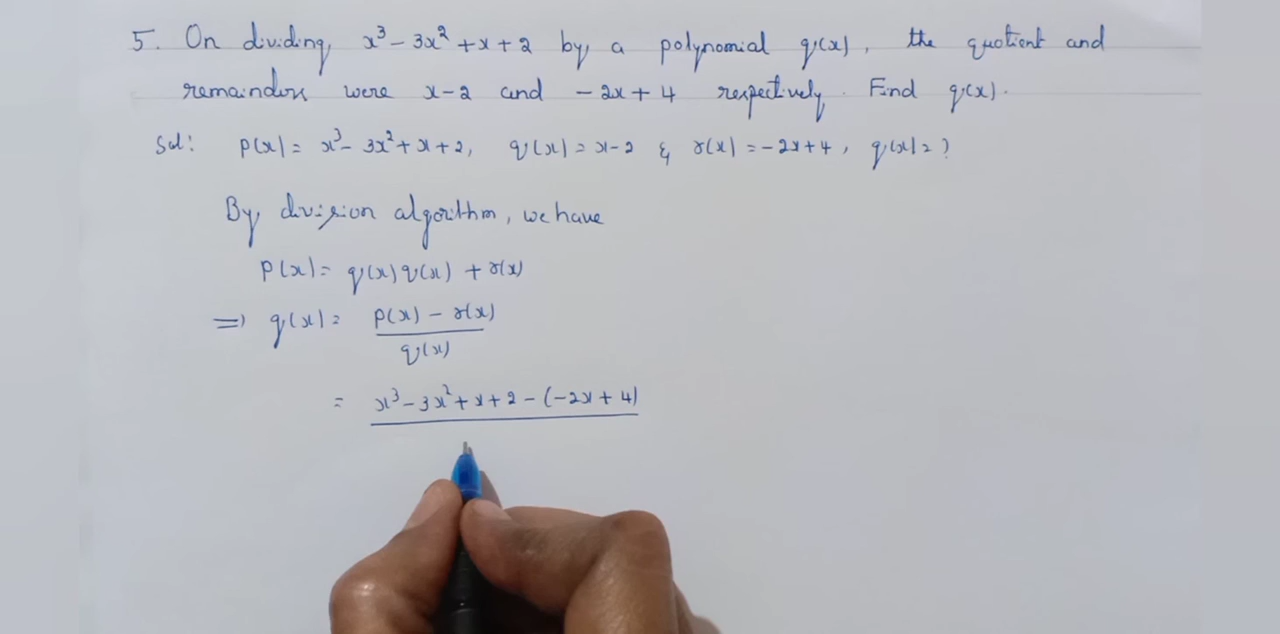 5. On dividing x³ - 3x² + x + 2 by a polynomial g(x), the quotient and
remainders were x-2 and -2x+4 respectively. Find g(x).
Sol: p(x) = x³ - 3x² + x + 2, q(x) = x-2 & r(x) = -2x+4, g(x) = ?
By division algorithm, we have
p(x) = g(x) q(x) + r(x)
⇒ g(x) = p(x) - r(x)
q(x)
= x³ - 3x² + x + 2 - (-2x + 4)